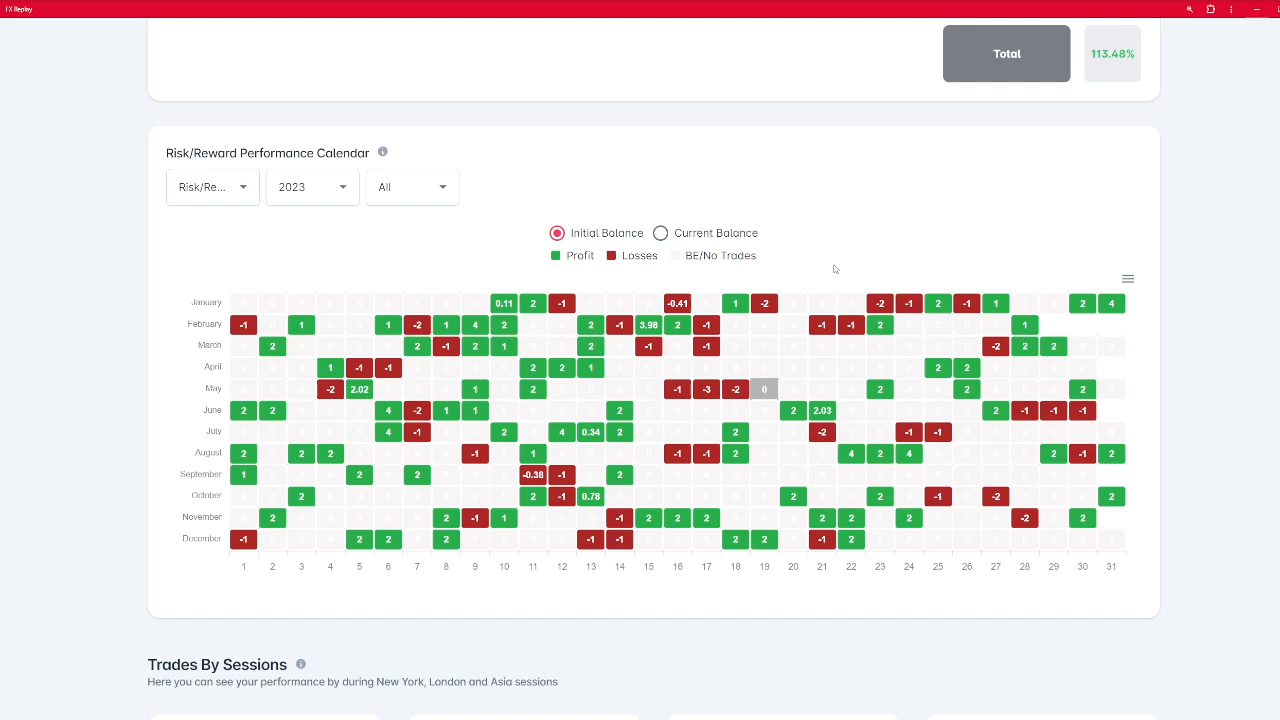 FX Replay
Total 113.48%
Risk/Reward Performance Calendar
Risk/Re... 2023 All
Initial Balance Current Balance
Profit Losses BE/No Trades
January 0.11 2 -1 -0.41 1 -2 -2 -1 2 -1 1 2 4
February -1 1 1 -2 1 4 2 2 -1 3.98 2 -1 -1 -1 2 1
March 2 2 -1 2 1 2 -1 -1 -2 2 2
April 1 -1 -1 2 2 1 2 2
May -2 2.02 1 2 -1 -3 -2 0 2 2 2
June 2 2 4 -2 1 1 2 2 2.03 2 -1 -1 -1
July 4 -1 2 4 0.34 2 2 -2 -1 -1
August 2 2 2 -1 1 -1 -1 2 4 2 4 2 -1 2
September 1 2 2 -0.38 -1 2
October 2 2 -1 0.78 2 2 -1 -2 2
November 2 2 -1 1 -1 2 2 2 2 2 2 -2 2
December -1 2 2 2 -1 -1 2 2 -1 2
1 2 3 4 5 6 7 8 9 10 11 12 13 14 15 16 17 18 19 20 21 22 23 24 25 26 27 28 29 30 31
Trades By Sessions
Here you can see your performance by during New York, London and Asia sessions